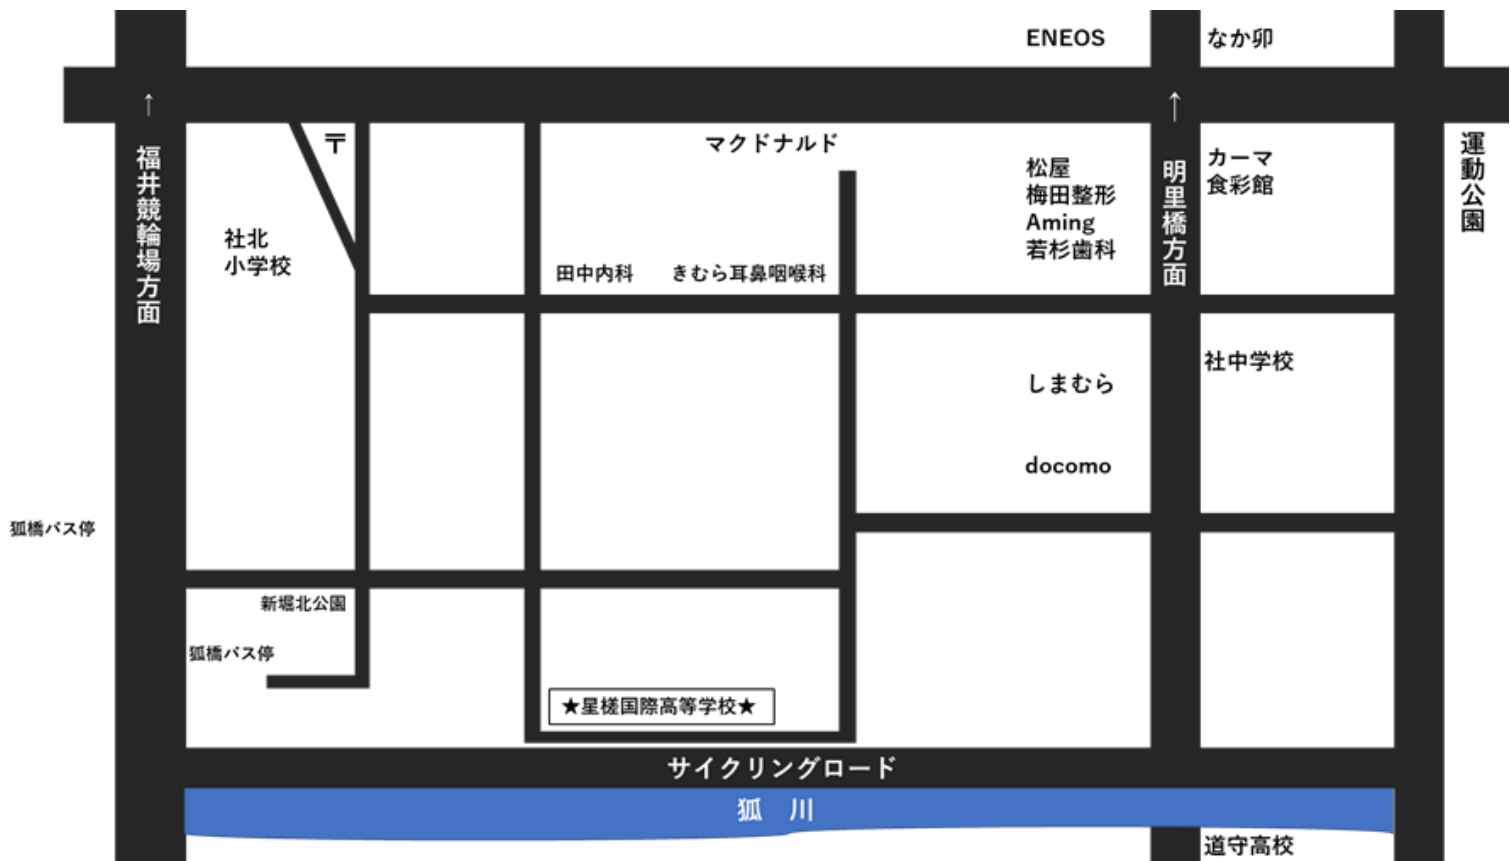 ENEOS
なか卯
↑
↑
福井競輪場方面
〒
マクドナルド
松屋
梅田整形
Aming
若杉歯科
明里橋方面
カーマ
食彩館
運動公園
社北
小学校
田中内科
きむら耳鼻咽喉科
しまむら
社中学校
docomo
狐橋バス停
新堀北公園
狐橋バス停
★星槎国際高等学校★
サイクリングロード
狐　川
道守高校